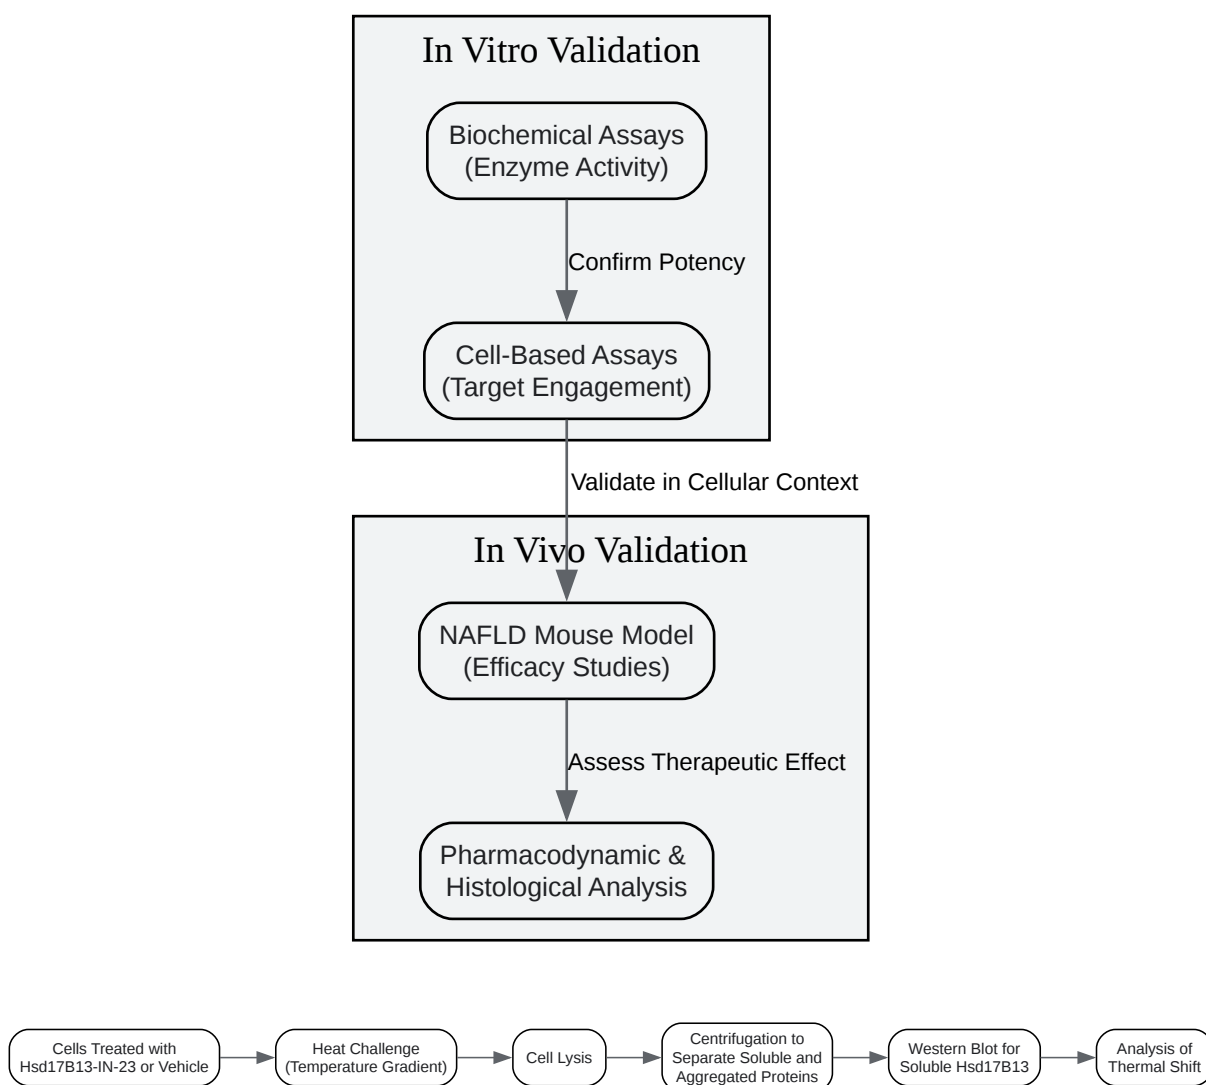 In Vitro Validation
Biochemical Assays
(Enzyme Activity)
Confirm Potency
Cell-Based Assays
(Target Engagement)
Validate in Cellular Context
In Vivo Validation
NAFLD Mouse Model
(Efficacy Studies)
Assess Therapeutic Effect
Pharmacodynamic &
Histological Analysis
Cells Treated with
Hsd17B13-IN-23 or Vehicle
Heat Challenge
(Temperature Gradient)
Cell Lysis
Centrifugation to
Separate Soluble and
Aggregated Proteins
Western Blot for
Soluble Hsd17B13
Analysis of
Thermal Shift